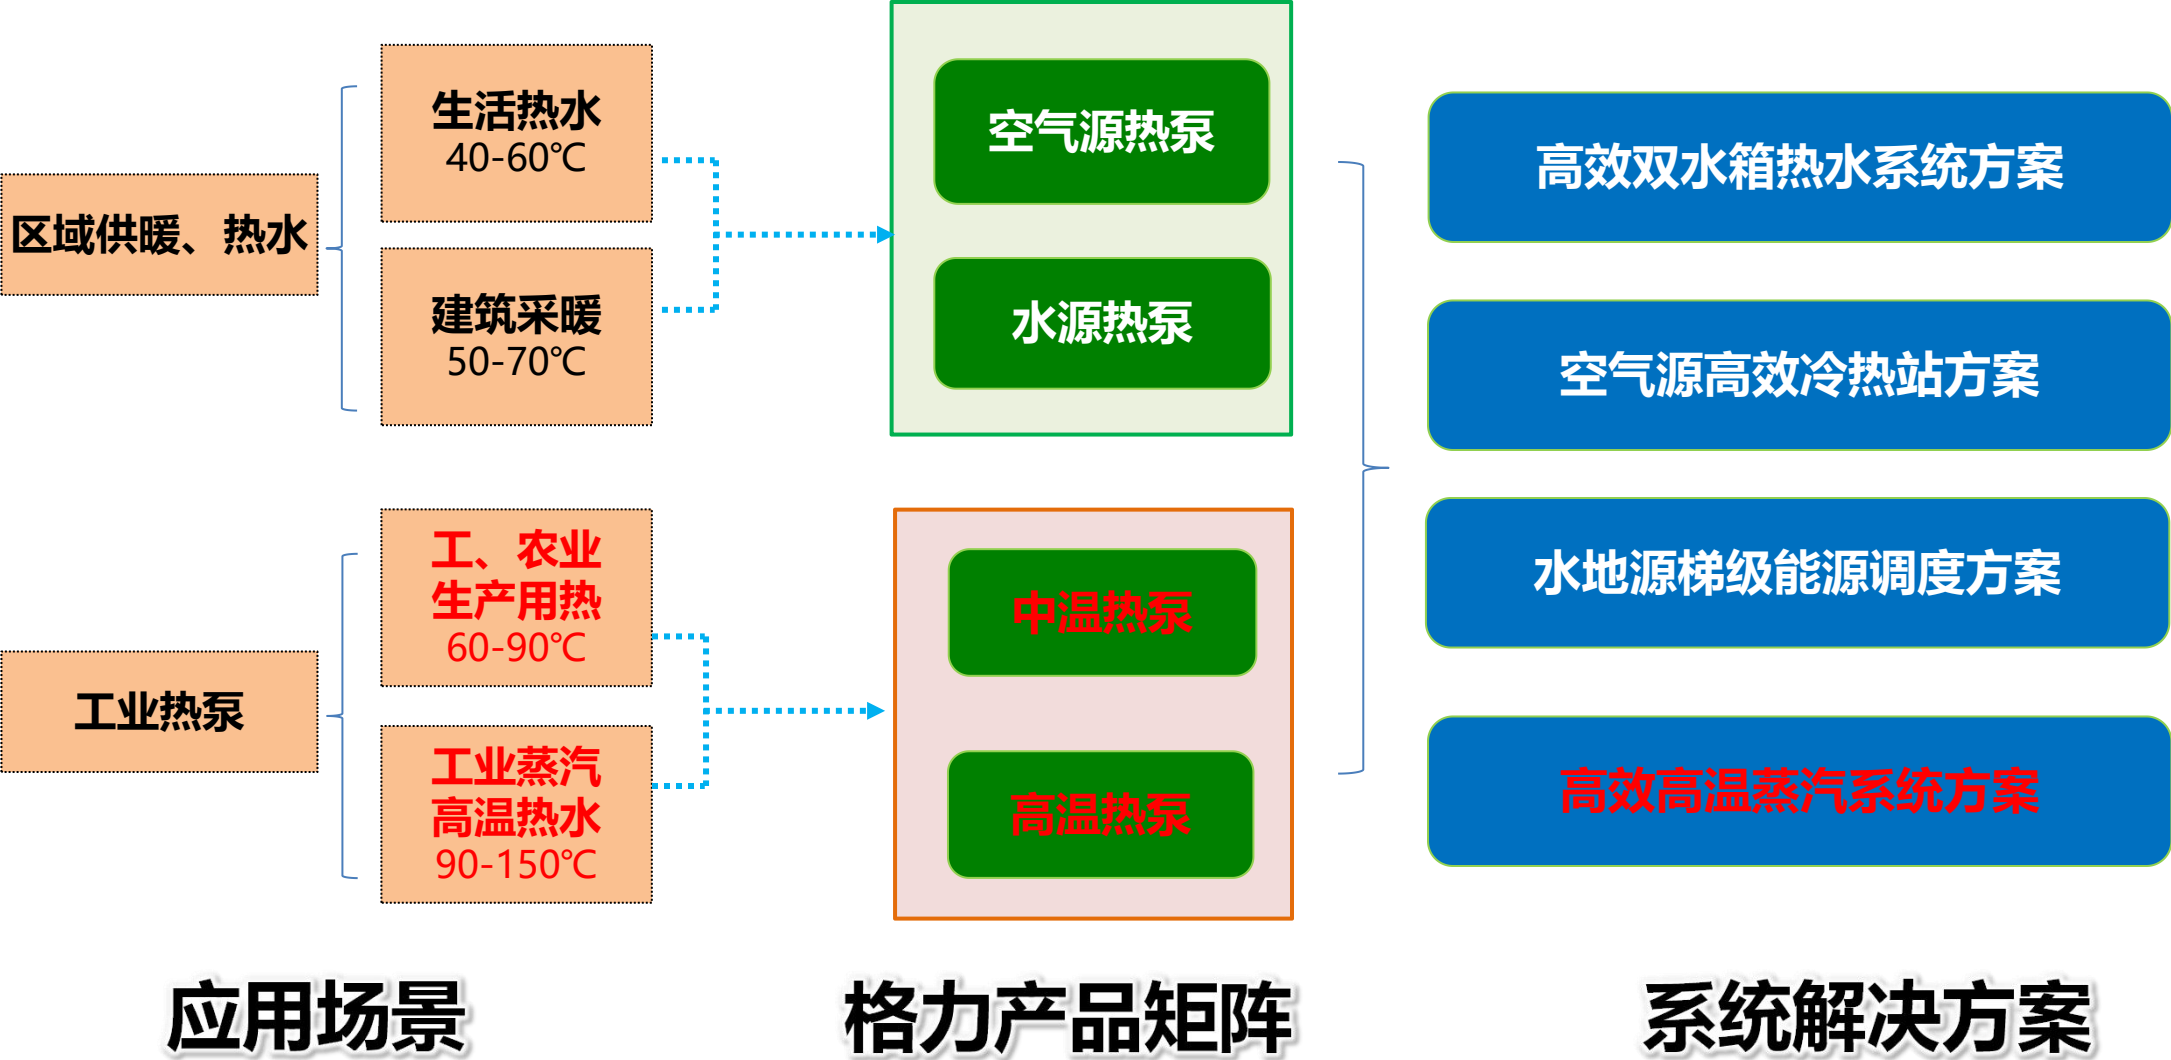 区域供暖、热水
生活热水
40-60℃
建筑采暖
50-70℃
工业热泵
工、农业
生产用热
60-90℃
工业蒸汽
高温热水
90-150℃
应用场景
空气源热泵
水源热泵
中温热泵
高温热泵
格力产品矩阵
高效双水箱热水系统方案
空气源高效冷热站方案
水地源梯级能源调度方案
高效高温蒸汽系统方案
系统解决方案